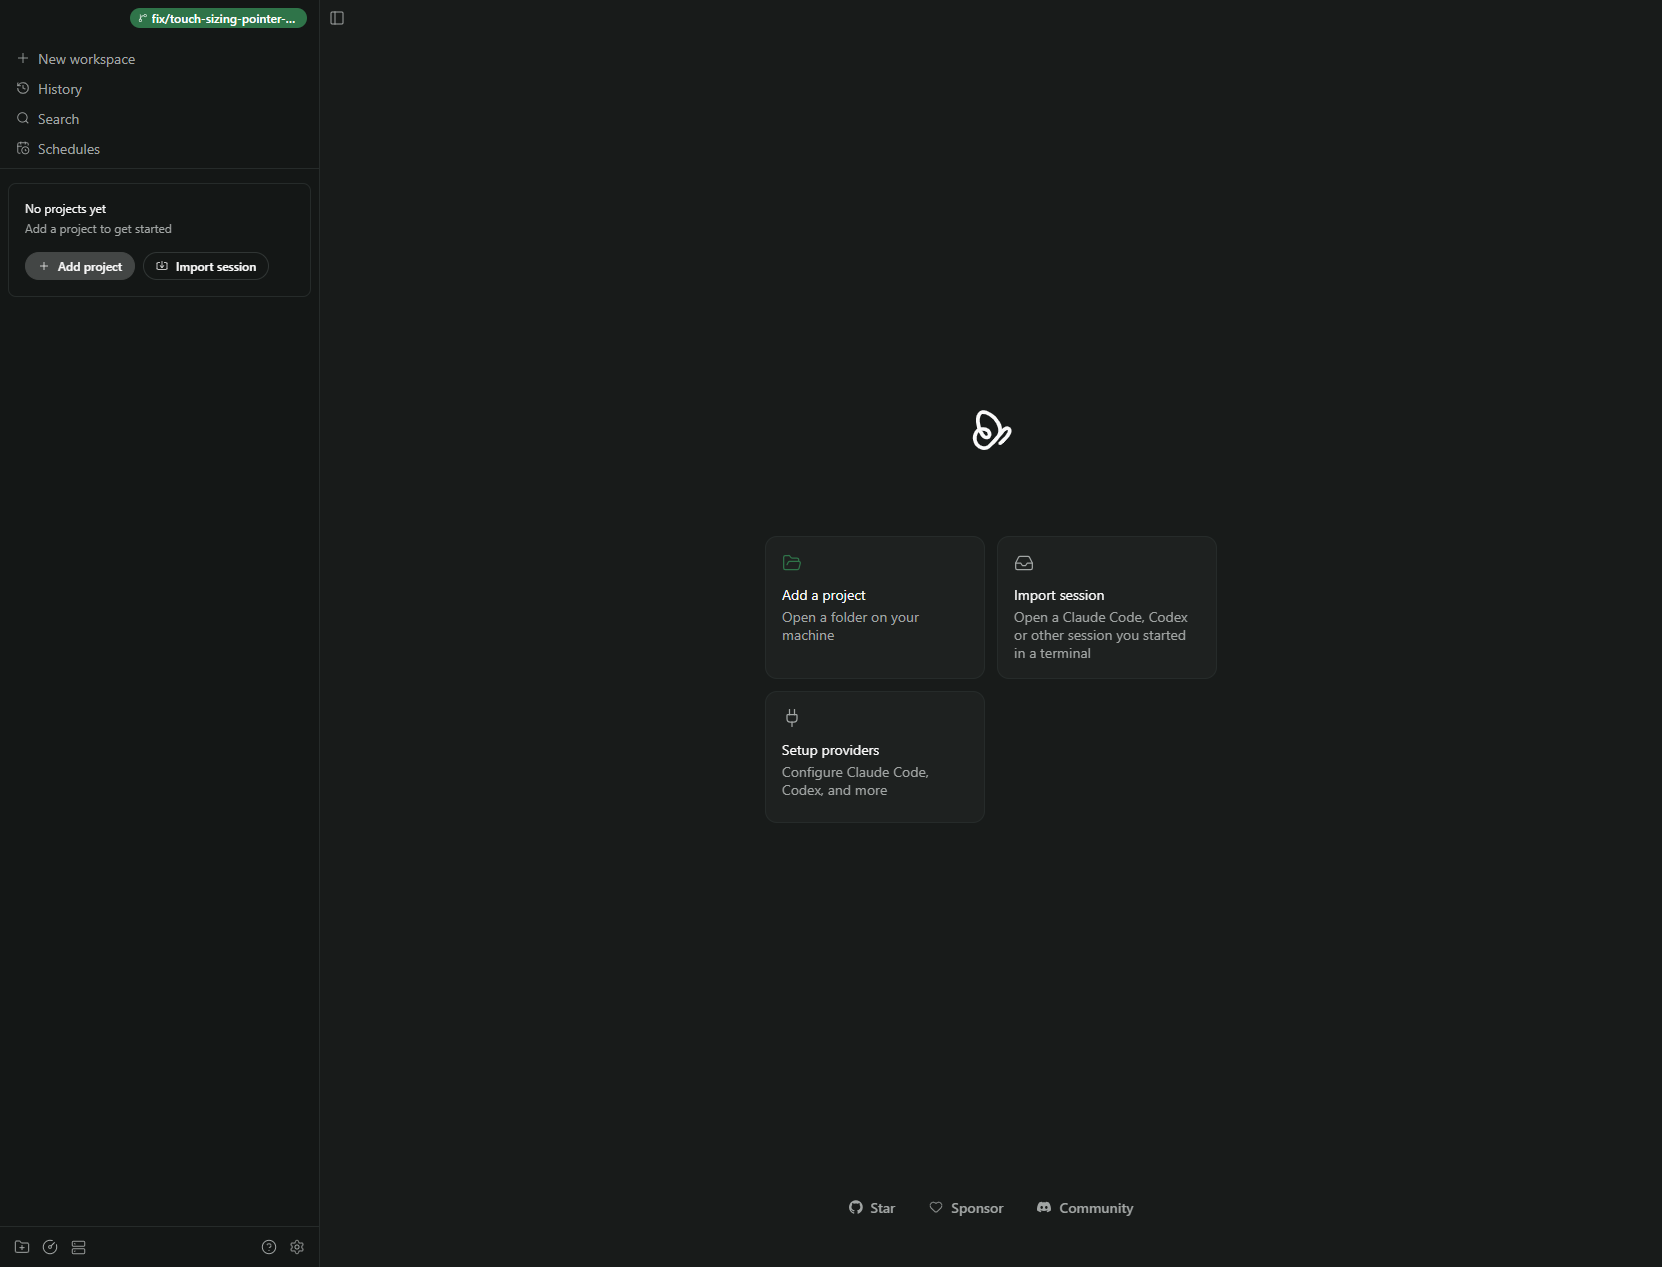 fix/touch-sizing-pointer-...
New workspace
History
Search
Schedules
No projects yet
Add a project to get started
Add project
Import session
Add a project
Open a folder on your
machine
Import session
Open a Claude Code, Codex
or other session you started
in a terminal
Setup providers
Configure Claude Code,
Codex, and more
Star
Sponsor
Community